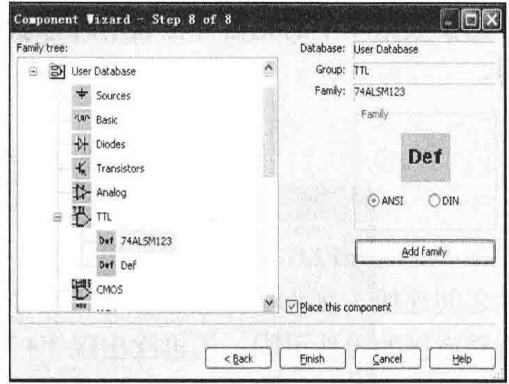 Component Wizard - Step 8 of 8
Family tree:
User Database
Sources
Basic
Diodes
Transistors
Analog
TTL
Def 74ALSM123
Def Def
CMOS
Database: User Database
Group: TTL
Family: 74ALSM123
Family
Def
ANSI DIN
Add family
Place this component
< Back Finish Cancel Help